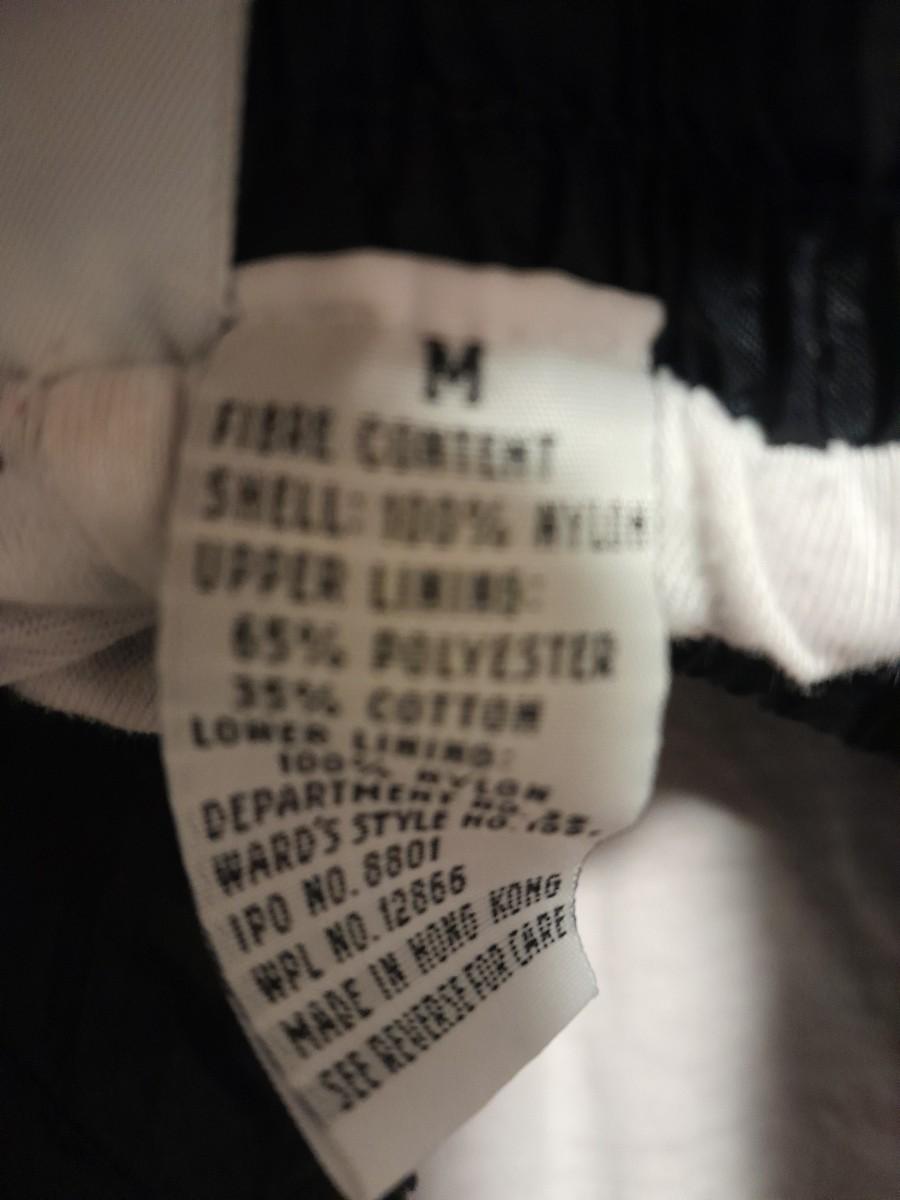 M
FIBRE CONTENT
SHELL: 100% NYLON
UPPER LINING:
65% POLYESTER
35% COTTON
LOWER LINING:
100% NYLON
DEPARTMENT NO.
WARD'S STYLE NO.
IPO NO. 8801
WPL NO. 12866
MADE IN HONG KONG
SEE REVERSE FOR CARE